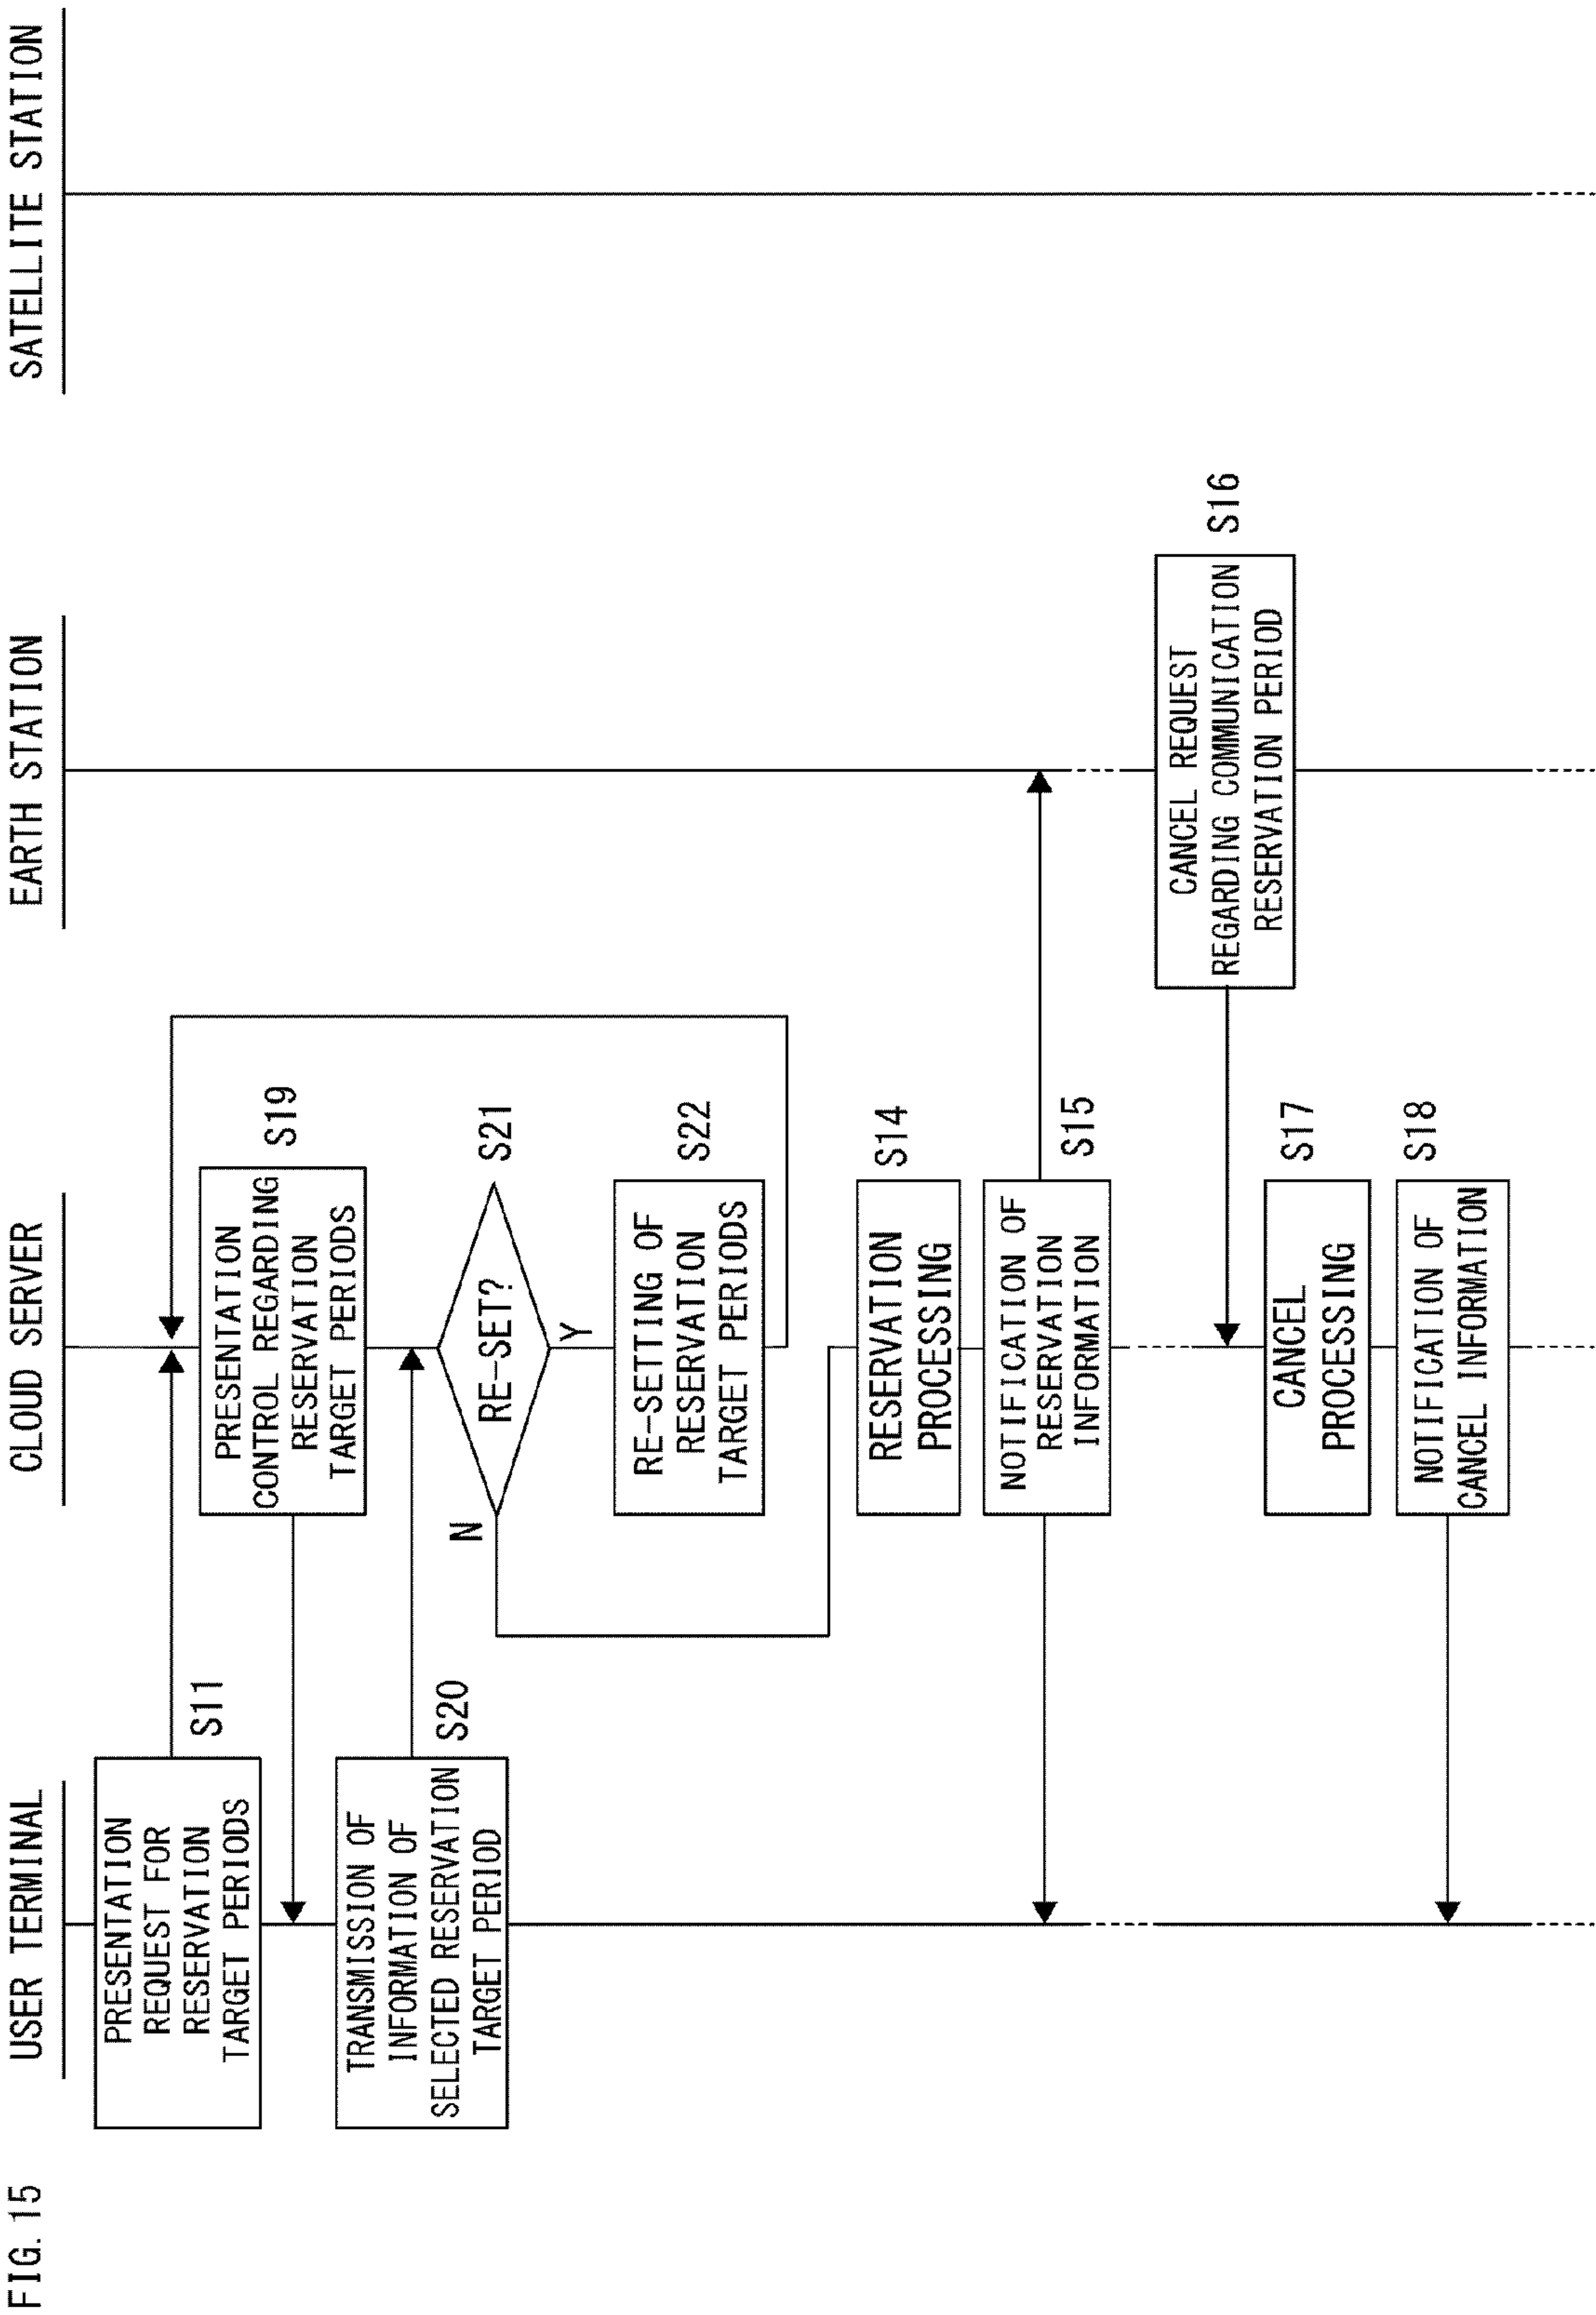 FIG. 15
USER TERMINAL
CLOUD SERVER
EARTH STATION
SATELLITE STATION
PRESENTATION
REQUEST FOR
RESERVATION
TARGET PERIODS
S11
PRESENTATION
CONTROL REGARDING
RESERVATION
TARGET PERIODS
S19
TRANSMISSION OF
INFORMATION OF
SELECTED RESERVATION
TARGET PERIOD
S20
RE-SET?
S21
N
Y
RE-SETTING OF
RESERVATION
TARGET PERIODS
S22
RESERVATION
PROCESSING
S14
NOTIFICATION OF
RESERVATION
INFORMATION
S15
CANCEL REQUEST
REGARDING COMMUNICATION
RESERVATION PERIOD
S16
CANCEL
PROCESSING
S17
NOTIFICATION OF
CANCEL INFORMATION
S18